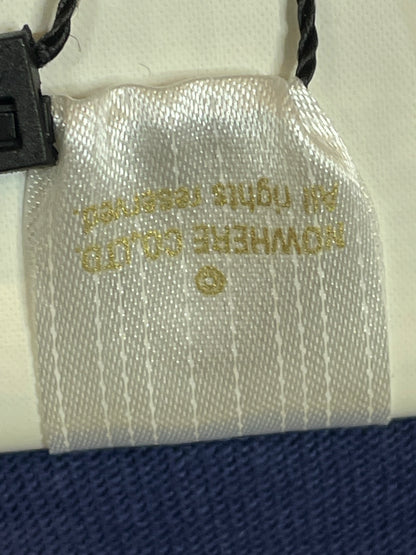 ©
NOWHERE CO.,LTD.
All rights reserved.